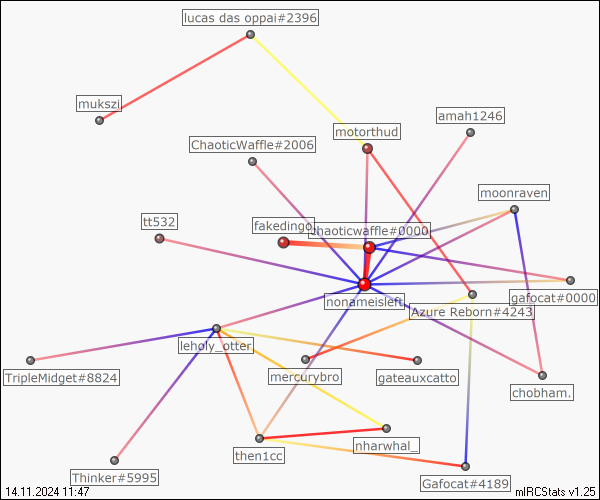 lucas das oppai#2396
mukszi
amah1246
motorthud
ChaoticWaffle#2006
moonraven
tt532
fakedingo
chaoticwaffle#0000
gafocat#0000
nonameisleft
Azure Reborn#4243
leholy_otter.
mercurybro
gateauxcatto
TripleMidget#8824
chobham.
nharwhal_
then1cc
Thinker#5995
Gafocat#4189
14.11.2024 11:47
mIRCStats v1.25